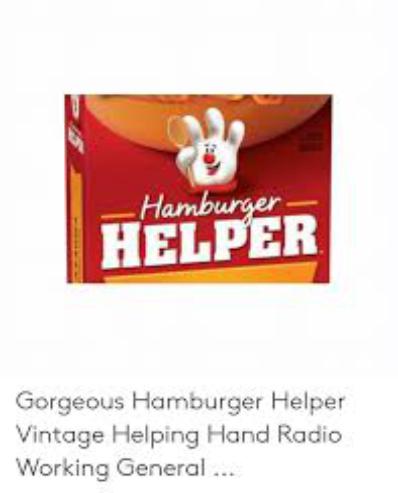 Hamburger
HELPER
Gorgeous Hamburger Helper
Vintage Helping Hand Radio
Working General ...